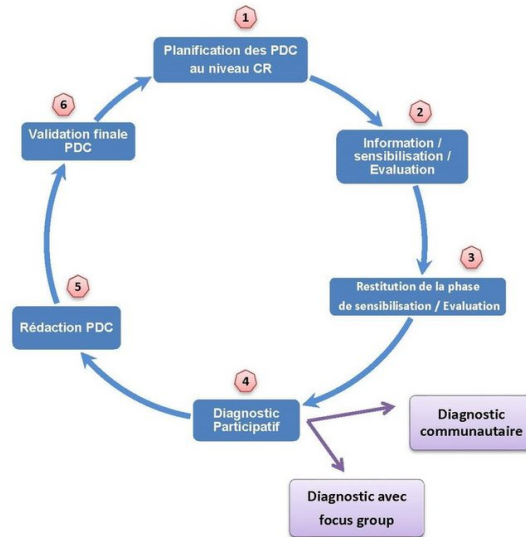 1
Planification des PDC
au niveau CR
2
Information /
sensibilisation /
Evaluation
3
Restitution de la phase
de sensibilisation / Evaluation
4
Diagnostic
Participatif
Diagnostic
communautaire
Diagnostic avec
focus group
5
Rédaction PDC
6
Validation finale
PDC